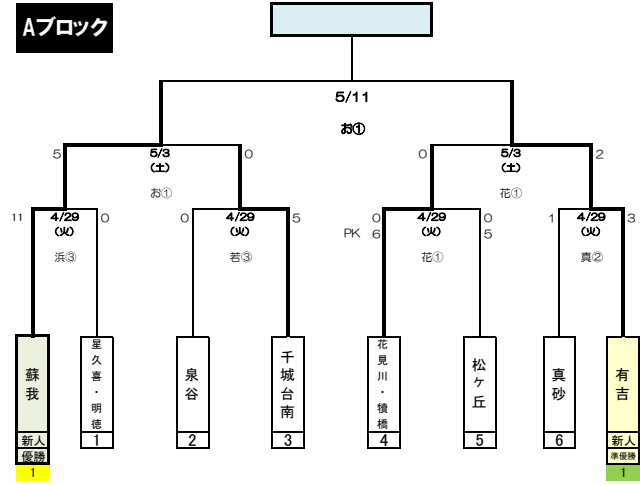 Aブロック
5/11
お①
5
5/3
(土)
0
お①
0
5/3
(土)
2
花①
11
4/29
(火)
0
浜③
0
4/29
(火)
5
若③
0
4/29
(火)
0
PK
6
5
花①
1
4/29
(火)
3
真②
蘇我
星久喜・明徳
泉谷
千城台南
花見川・犢橋
松ヶ丘
真砂
有吉
新人
1
2
3
4
5
6
新人
優勝
準優勝
1
1